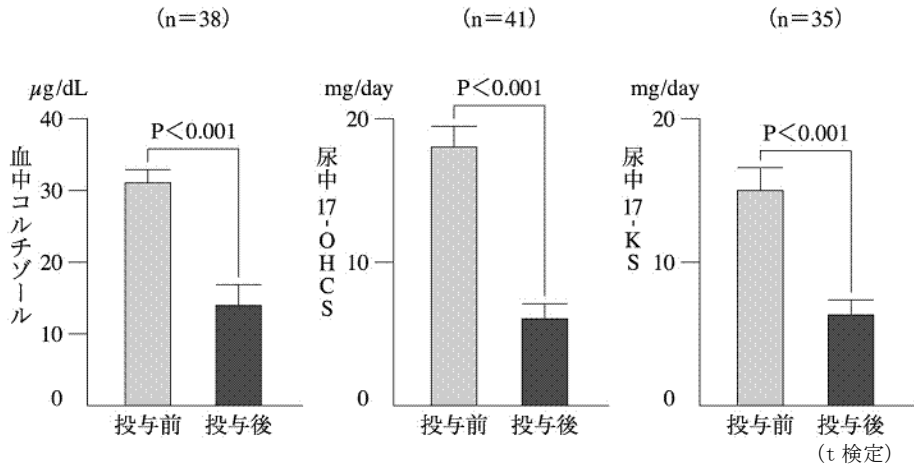 (n=38)
µg/dL
血中コルチゾール
40
30
20
10
0
P<0.001
投与前 投与後
(n=41)
mg/day
尿中17-OHCS
20
10
0
P<0.001
投与前 投与後
(n=35)
mg/day
尿中17-KS
20
10
0
P<0.001
投与前 投与後
(t 検定)